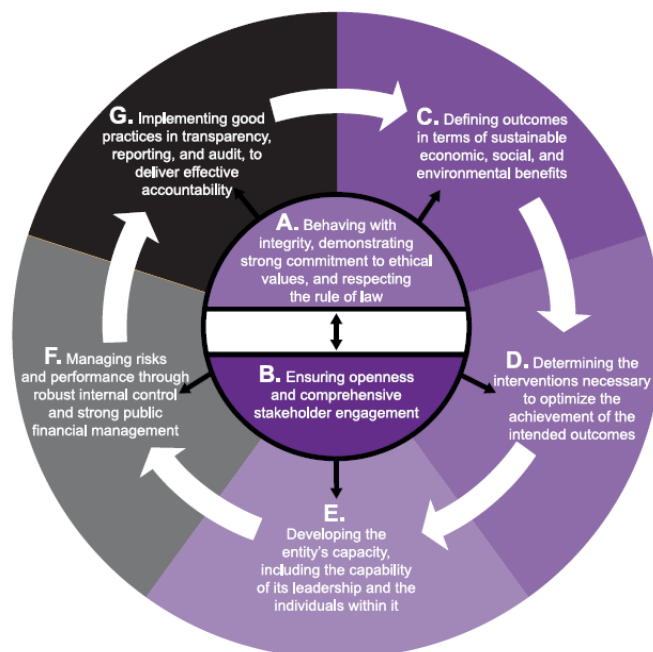 A. Behaving with
integrity, demonstrating
strong commitment to ethical
values, and respecting
the rule of law
B. Ensuring openness
and comprehensive
stakeholder engagement
C. Defining outcomes
in terms of sustainable
economic, social, and
environmental benefits
D. Determining the
interventions necessary
to optimize the
achievement of the
intended outcomes
E.
Developing the
entity's capacity,
including the capability
of its leadership and the
individuals within it
F. Managing risks
and performance through
robust internal control
and strong public
financial management
G. Implementing good
practices in transparency,
reporting, and audit, to
deliver effective
accountability